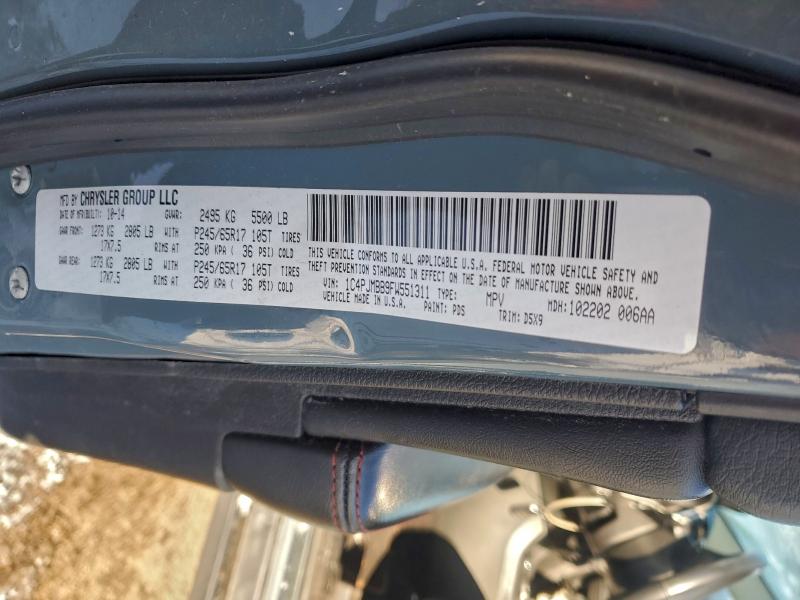 MFD BY CHRYSLER GROUP LLC
DATE OF MFR(BUILT): 10-14 GVWR: 2495 KG 5500 LB
GAWR FRONT: 1273 KG 2805 LB WITH P245/65R17 105T TIRES
17X7.5 RIMS AT 250 KPA ( 36 PSI) COLD
GAWR REAR: 1273 KG 2805 LB WITH P245/65R17 105T TIRES
17X7.5 RIMS AT 250 KPA ( 36 PSI) COLD
THIS VEHICLE CONFORMS TO ALL APPLICABLE U.S.A. FEDERAL MOTOR VEHICLE SAFETY AND
THEFT PREVENTION STANDARDS IN EFFECT ON THE DATE OF MANUFACTURE SHOWN ABOVE.
VIN: 1C4PJMBB9FW551311 TYPE: MPV MDH: 102202 006AA
VEHICLE MADE IN U.S.A. PAINT: PDS TRIM: D5X9